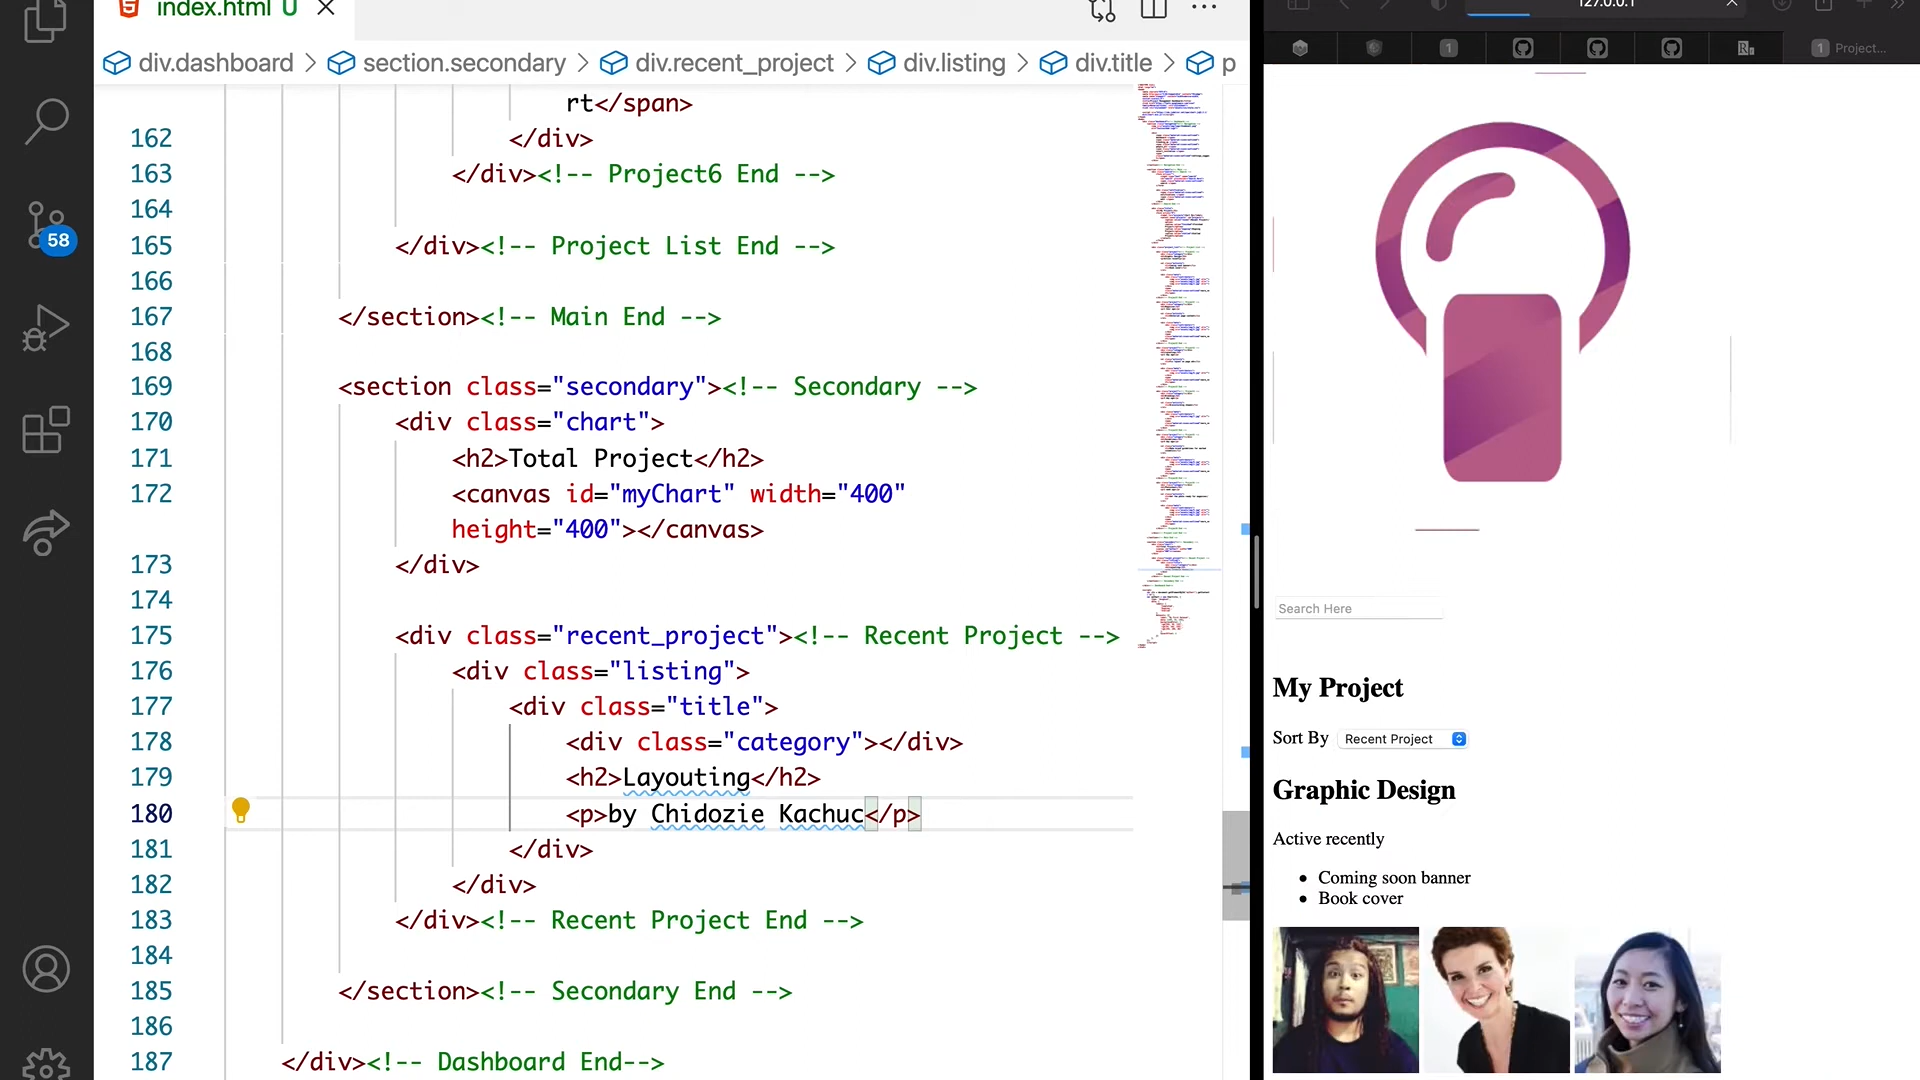 index.html U
127.0.0.1
1
1 Project...
div.dashboard > section.secondary > div.recent_project > div.listing > div.title > p
rt</span>
162 </div>
163 </div><!-- Project6 End -->
164
165 </div><!-- Project List End -->
166
167 </section><!-- Main End -->
168
169 <section class="secondary"><!-- Secondary -->
170 <div class="chart">
171 <h2>Total Project</h2>
172 <canvas id="myChart" width="400"
height="400"></canvas>
173 </div>
174
175 <div class="recent_project"><!-- Recent Project -->
176 <div class="listing">
177 <div class="title">
178 <div class="category"></div>
179 <h2>Layouting</h2>
180 <p>by Chidozie Kachuc</p>
181 </div>
182 </div>
183 </div><!-- Recent Project End -->
184
185 </section><!-- Secondary End -->
186
187 </div><!-- Dashboard End-->
58
Search Here
My Project
Sort By Recent Project
Graphic Design
Active recently
Coming soon banner
Book cover